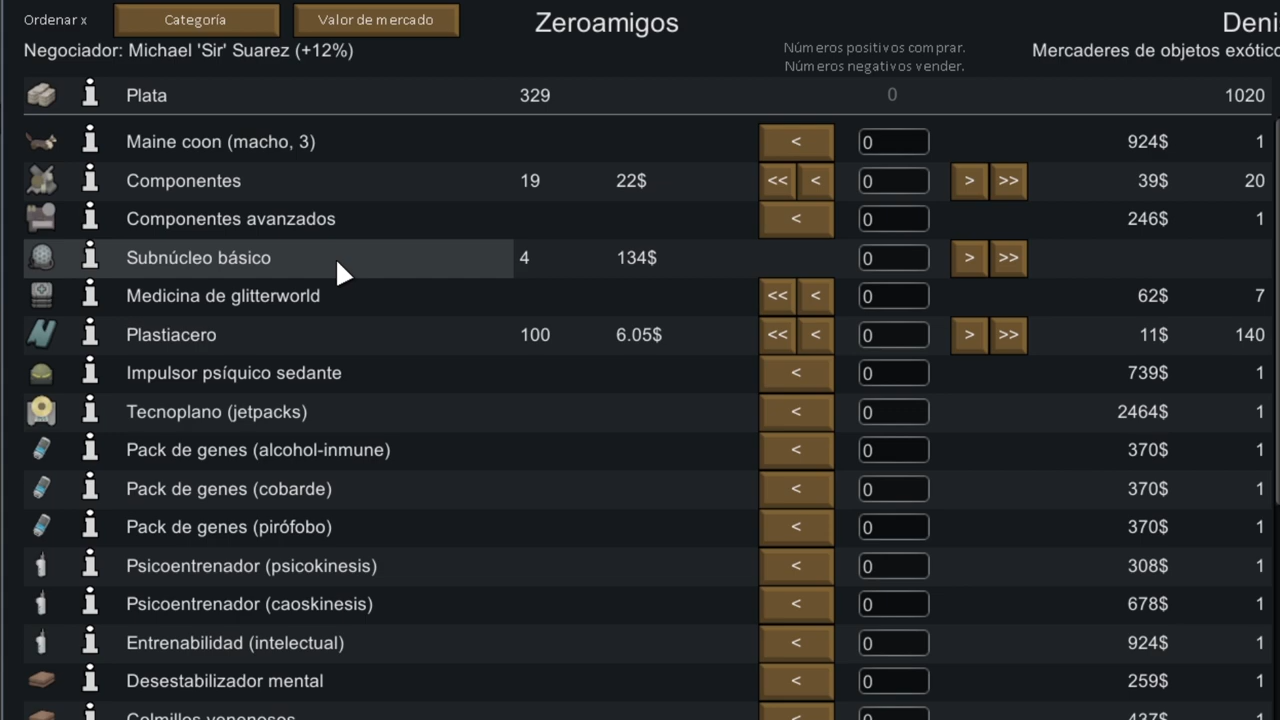 Ordenar x Categoría Valor de mercado Zeroamigos
Negociador: Michael 'Sir' Suarez (+12%) Números positivos comprar. Mercaderes de objetos
Números negativos vender.
Plata 329 0 1020
Maine coon (macho, 3) < 0 924$ 1
Componentes 19 22$ << < 0 > >> 39$ 20
Componentes avanzados < 0 246$ 1
Subnúcleo básico 4 134$ 0 > >>
Medicina de glitterworld << < 0 62$ 7
Plastiacero 100 6.05$ << < 0 > >> 11$ 140
Impulsor psíquico sedante < 0 739$ 1
Tecnoplano (jetpacks) < 0 2464$ 1
Pack de genes (alcohol-inmune) < 0 370$ 1
Pack de genes (cobarde) < 0 370$ 1
Pack de genes (pirófobo) < 0 370$ 1
Psicoentrenador (psicokinesis) < 0 308$ 1
Psicoentrenador (caoskinesis) < 0 678$ 1
Entrenabilidad (intelectual) < 0 924$ 1
Desestabilizador mental < 0 259$ 1
Colmillos venenosos 437$ 1